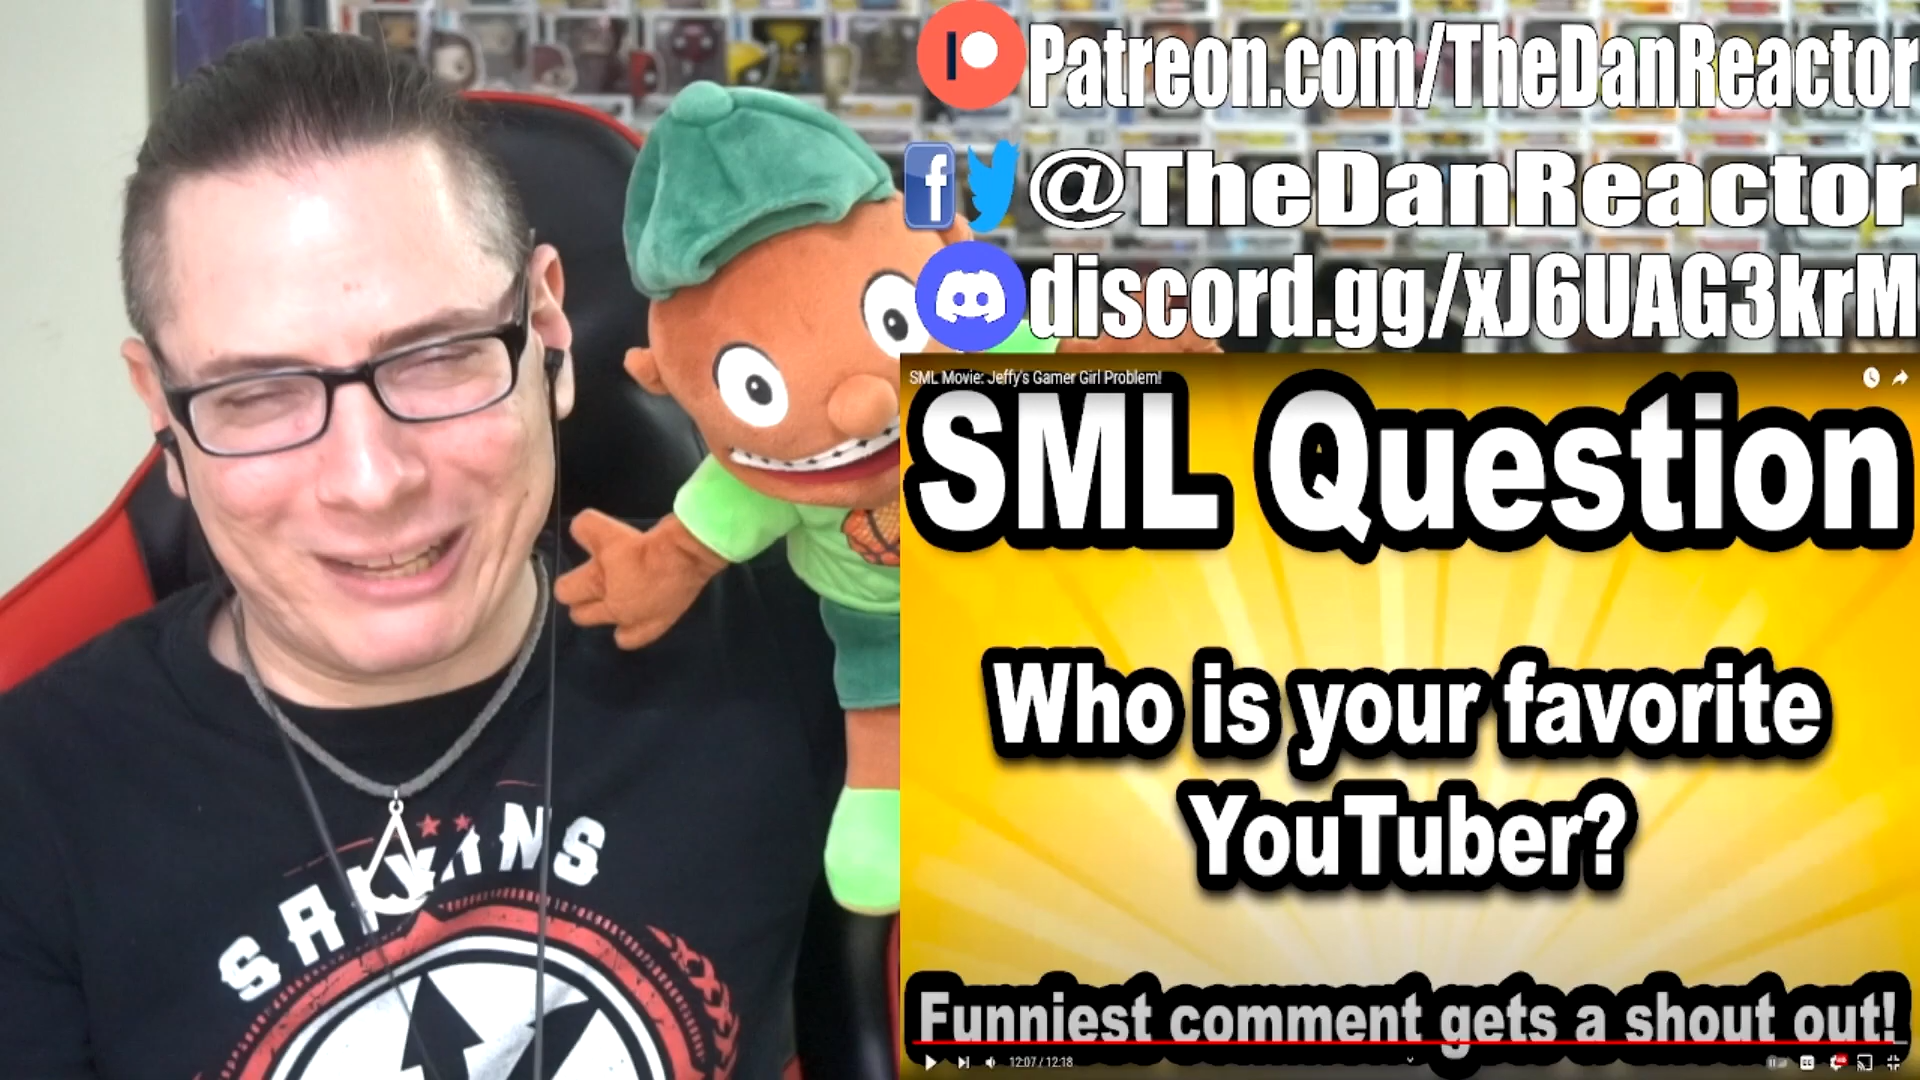 Patreon.com/TheDanReactor
@TheDanReactor
discord.gg/xJ6UAG3krM
SML Movie: Jeffy's Gamer Girl Problem!
SML Question
Who is your favorite
YouTuber?
Funniest comment gets a shout out!
12:07 / 12:18